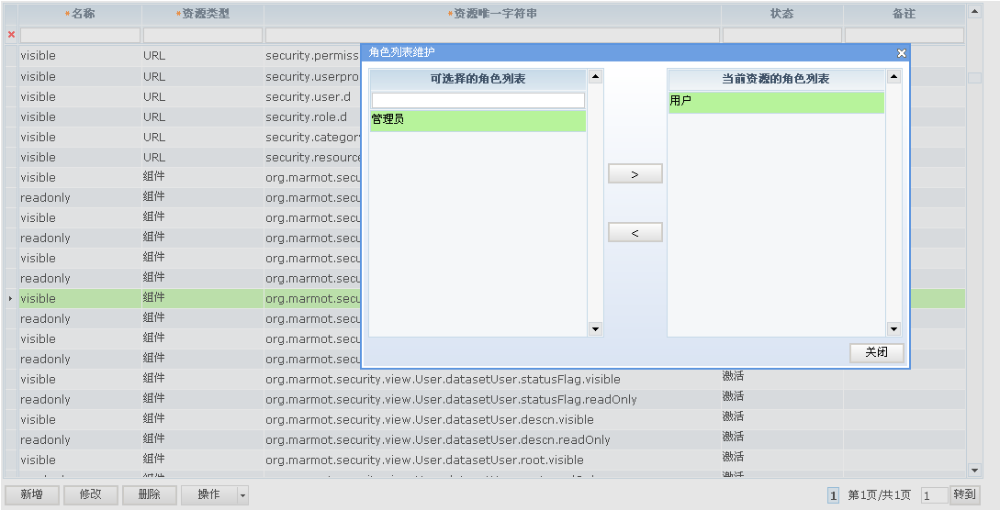 *名称 *资源类型 *资源唯一字符串 状态 备注
visible URL security.permiss
visible URL security.userpro
visible URL security.user.d
visible URL security.role.d
visible URL security.category
visible URL security.resource
visible 组件 org.marmot.secu
readonly 组件 org.marmot.secu
visible 组件 org.marmot.secu
readonly 组件 org.marmot.secu
visible 组件 org.marmot.secu
readonly 组件 org.marmot.secu
visible 组件 org.marmot.secu
readonly 组件 org.marmot.secu
visible 组件 org.marmot.secu
readonly 组件 org.marmot.secu
visible 组件 org.marmot.security.view.User.datasetUser.statusFlag.visible 激活
readonly 组件 org.marmot.security.view.User.datasetUser.statusFlag.readOnly 激活
visible 组件 org.marmot.security.view.User.datasetUser.descn.visible 激活
readonly 组件 org.marmot.security.view.User.datasetUser.descn.readOnly 激活
visible 组件 org.marmot.security.view.User.datasetUser.root.visible 激活
角色列表维护
可选择的角色列表
管理员
>
<
当前资源的角色列表
用户
关闭
新增 修改 删除 操作 1 第1页/共1页 1 转到